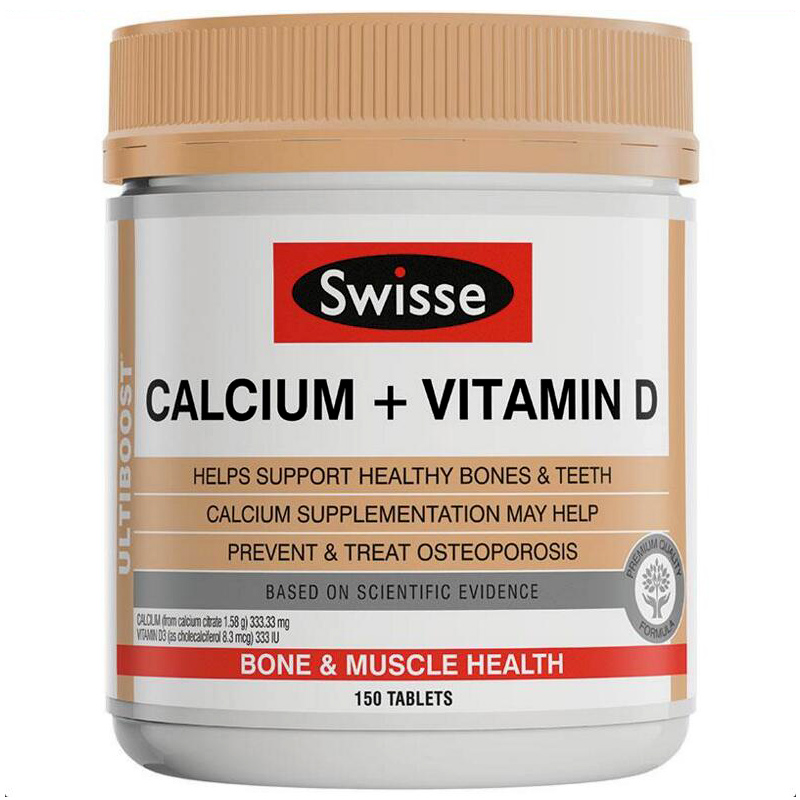 Swisse
CALCIUM + VITAMIN D
ULTIBOOST
HELPS SUPPORT HEALTHY BONES & TEETH
CALCIUM SUPPLEMENTATION MAY HELP
PREVENT & TREAT OSTEOPOROSIS
BASED ON SCIENTIFIC EVIDENCE
PREMIUM QUALITY
FORMULA
CALCIUM (from calcium citrate 1.58 g) 333.33 mg
VITAMIN D3 (as cholecalciferol 8.3 mcg) 333 IU
BONE & MUSCLE HEALTH
150 TABLETS